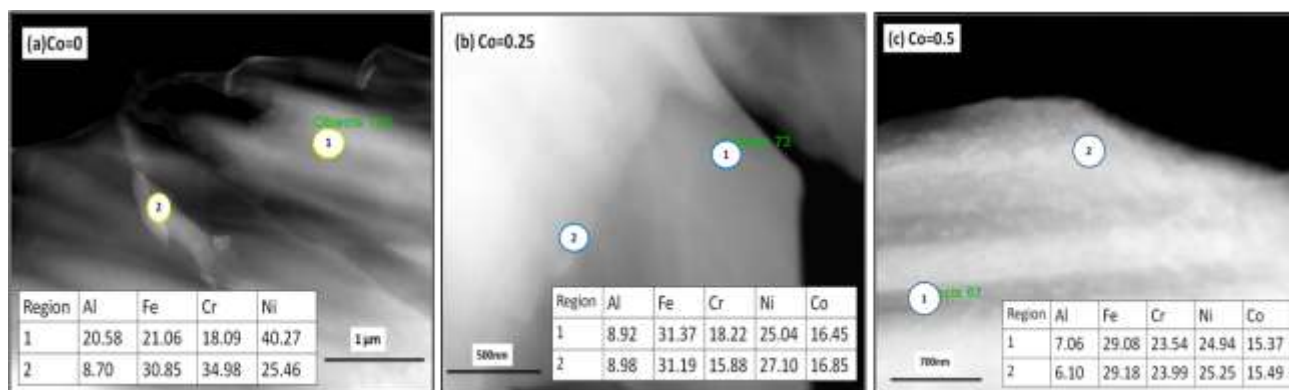 (a)Co=0
1
2
Region Al Fe Cr Ni
1 20.58 21.06 18.09 40.27
2 8.70 30.85 34.98 25.46
1 µm
(b) Co=0.25
1
72
2
500nm
Region Al Fe Cr Ni Co
1 8.92 31.37 18.22 25.04 16.45
2 8.98 31.19 15.88 27.10 16.85
(c) Co=0.5
2
1
700nm
Region Al Fe Cr Ni Co
1 7.06 29.08 23.54 24.94 15.37
2 6.10 29.18 23.99 25.25 15.49